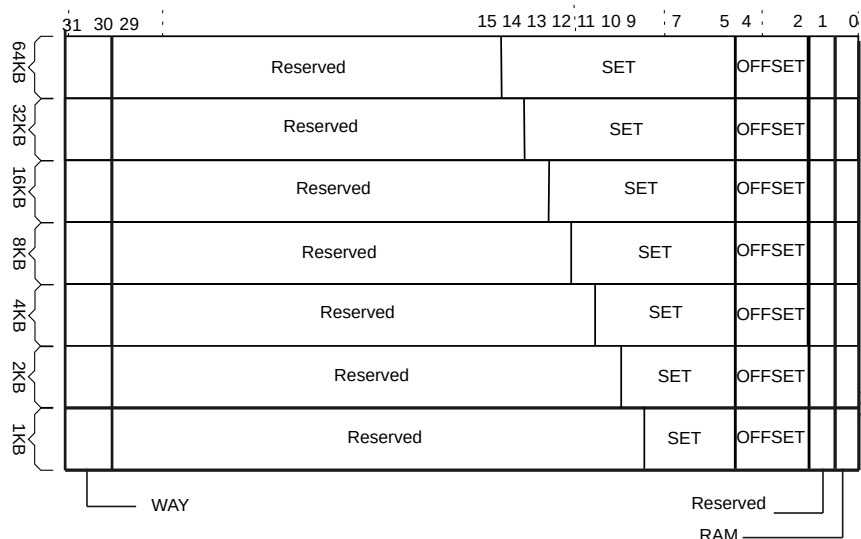 31 30 29 15 14 13 12 11 10 9 7 5 4 2 1 0
64KB Reserved SET OFFSET
32KB Reserved SET OFFSET
16KB Reserved SET OFFSET
8KB Reserved SET OFFSET
4KB Reserved SET OFFSET
2KB Reserved SET OFFSET
1KB Reserved SET OFFSET
WAY Reserved
RAM